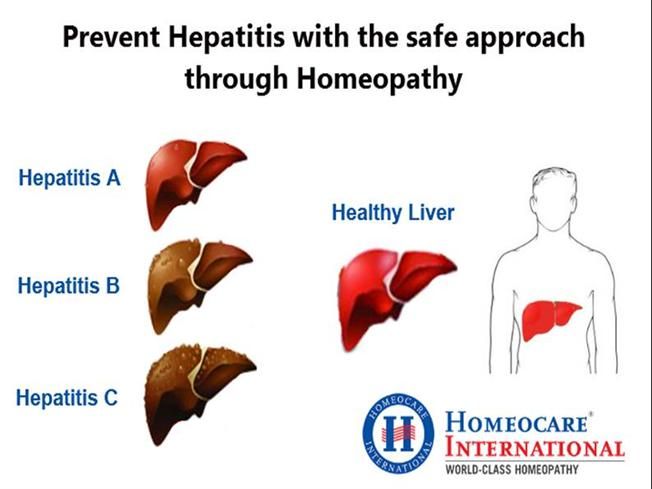 Prevent Hepatitis with the safe approach
through Homeopathy
Hepatitis A
Healthy Liver
Hepatitis B
Hepatitis C
HOMEOCARE
INTERNATIONAL
H
HOMEOCARE®
INTERNATIONAL
WORLD-CLASS HOMEOPATHY